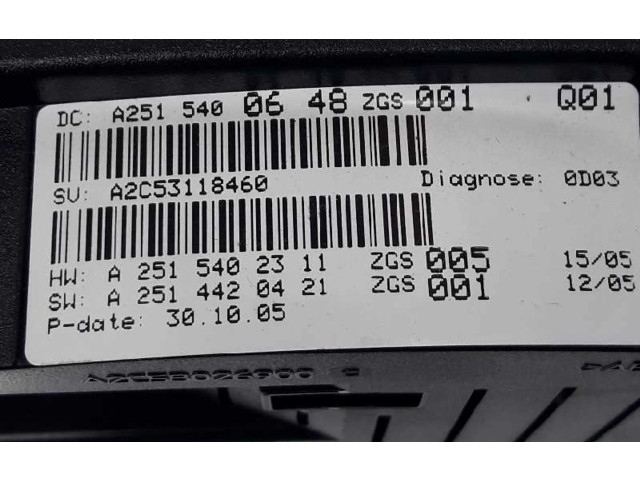 DC: A251 540 06 48 ZGS 001 Q01
SV: A2C53118460 Diagnose: 0D03
HW: A 251 540 23 11 ZGS 005 15/05
SW: A 251 442 04 21 ZGS 001 12/05
P-date: 30.10.05